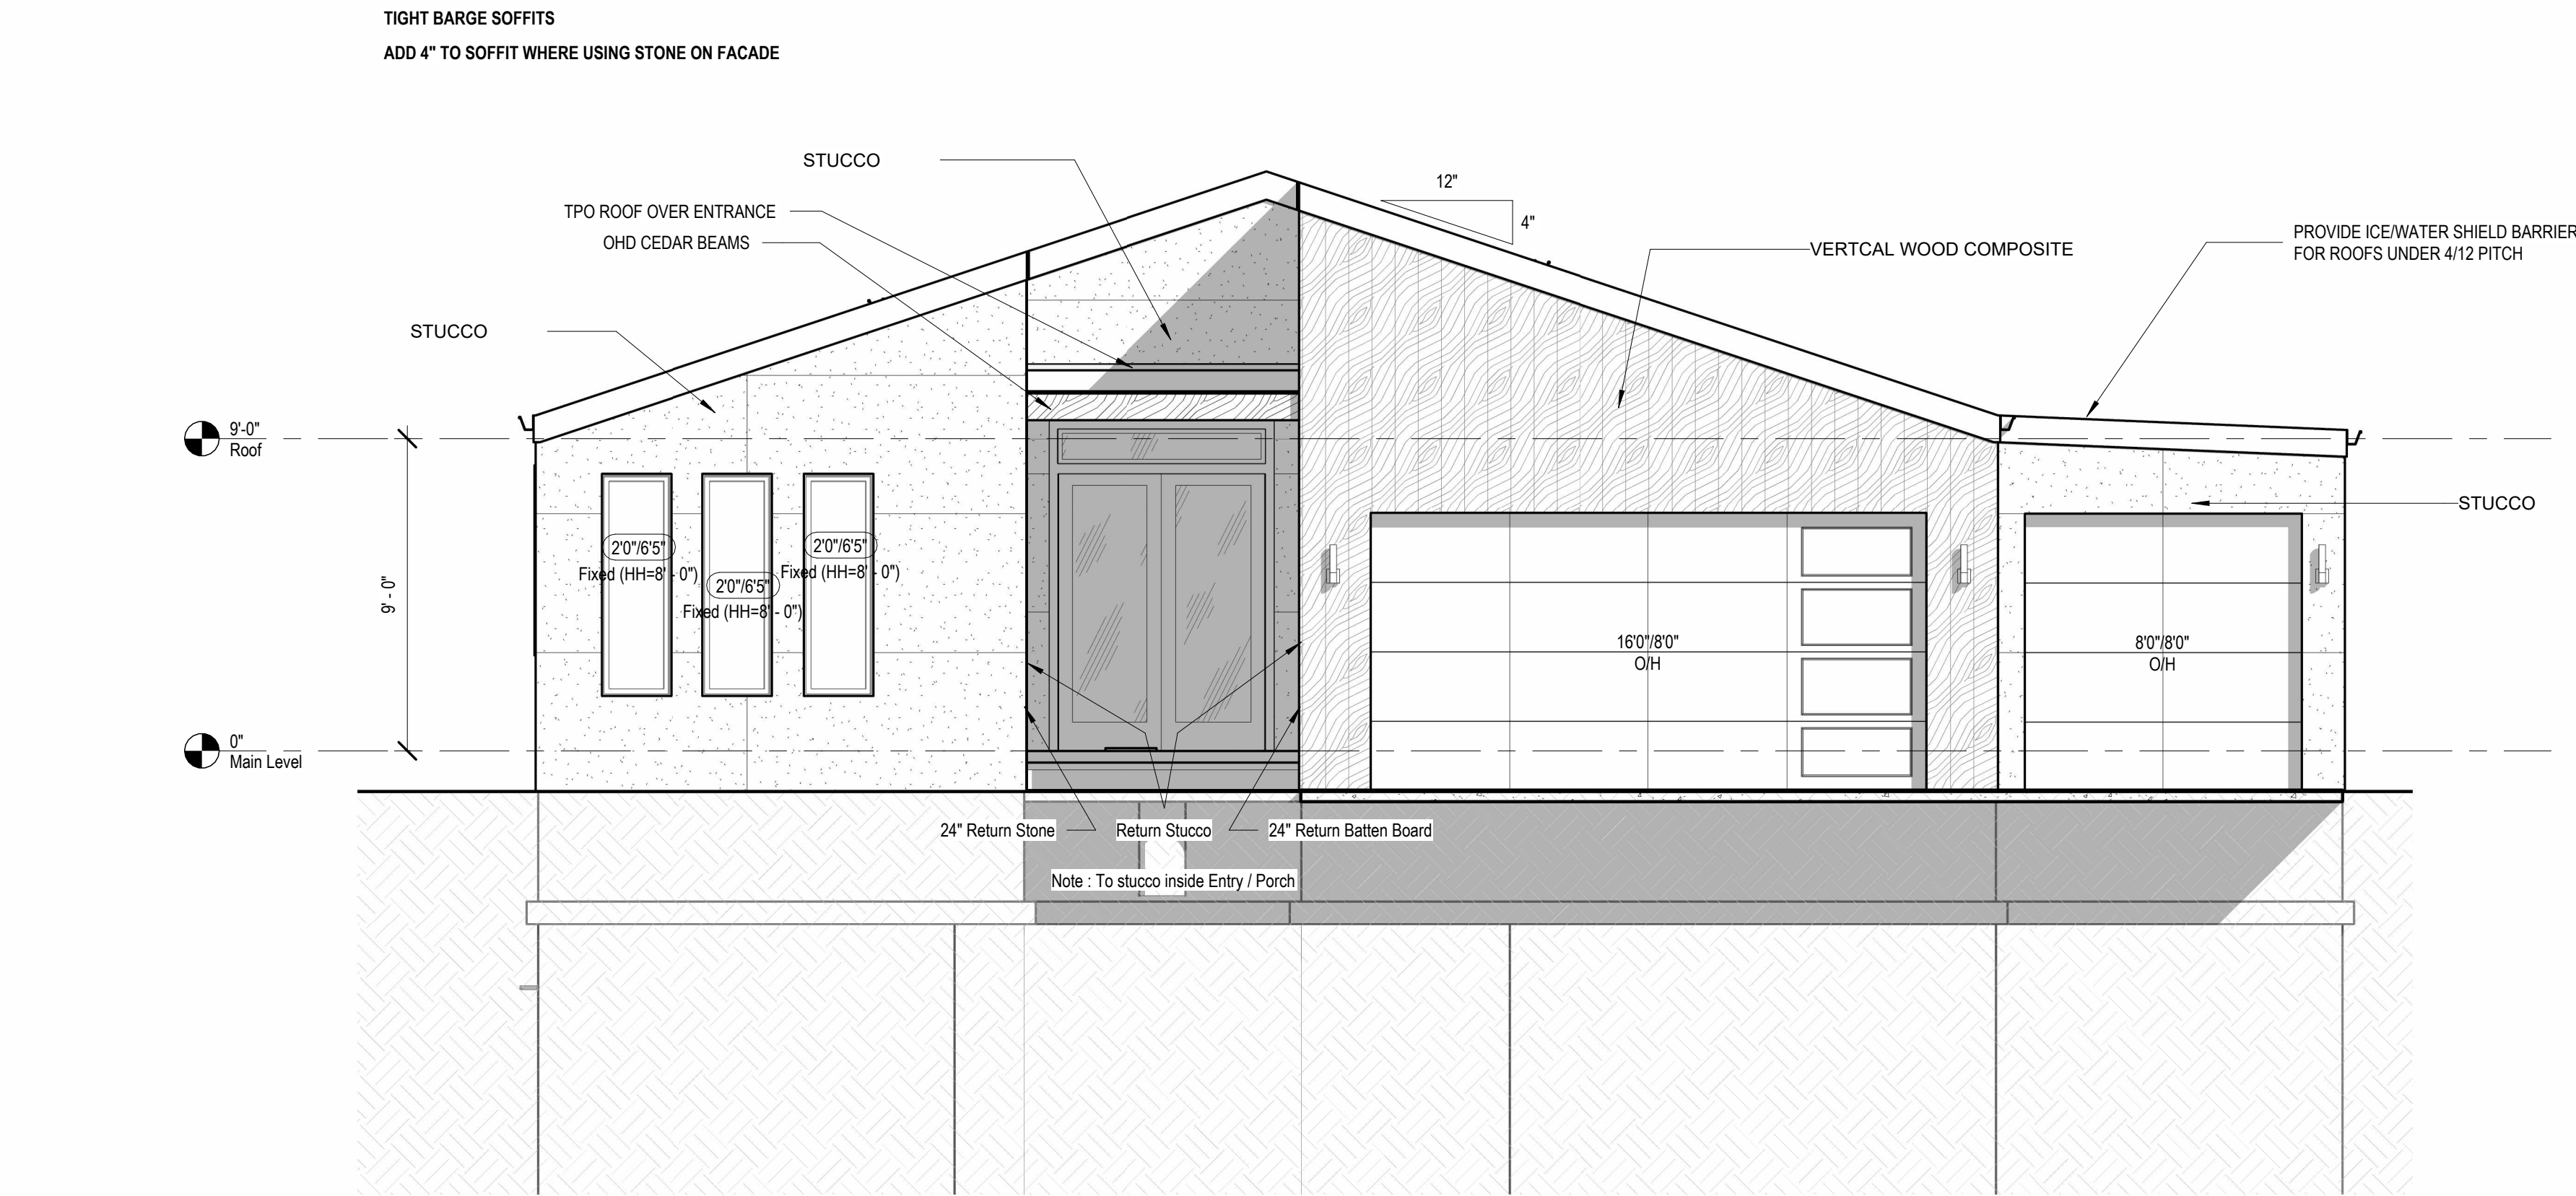 TIGHT BARGE SOFFITS
ADD 4" TO SOFFIT WHERE USING STONE ON FACADE
STUCCO
12"
4"
TPO ROOF OVER ENTRANCE
OHD CEDAR BEAMS
VERTCAL WOOD COMPOSITE
PROVIDE ICE/WATER SHIELD BARRIER
FOR ROOFS UNDER 4/12 PITCH
STUCCO
9'-0"
Roof
STUCCO
2'0"/6'5"
Fixed (HH=8' - 0")
2'0"/6'5"
Fixed (HH=8' - 0")
2'0"/6'5"
Fixed (HH=8' - 0")
9' - 0"
16'0"/8'0"
O/H
8'0"/8'0"
O/H
0"
Main Level
24" Return Stone
Return Stucco
24" Return Batten Board
Note : To stucco inside Entry / Porch